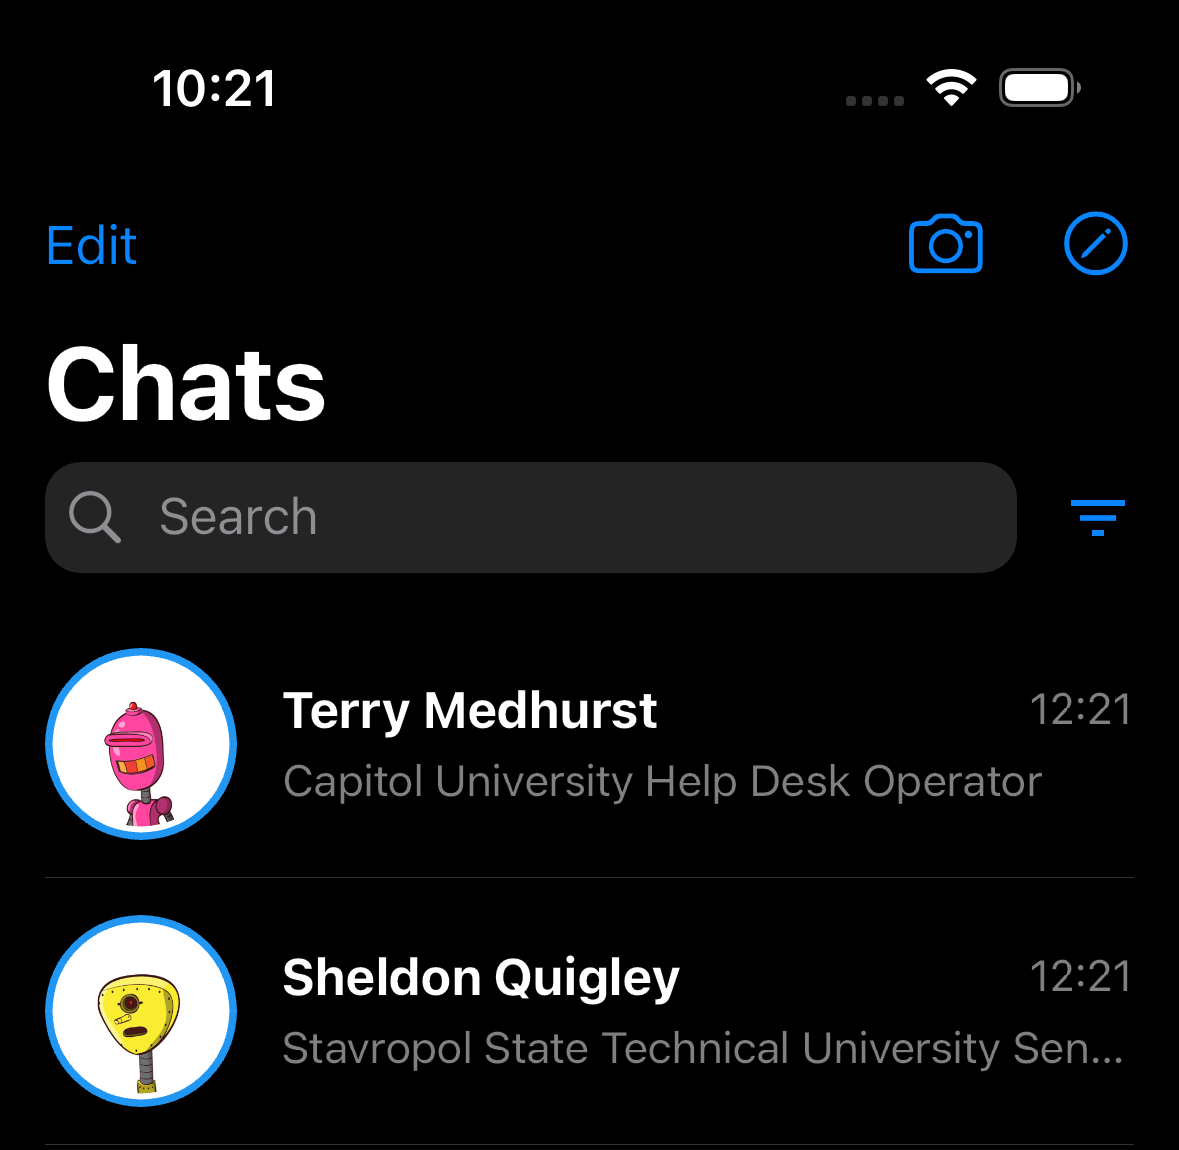 10:21
Edit
Chats
Search
Terry Medhurst 12:21
Capitol University Help Desk Operator
Sheldon Quigley 12:21
Stavropol State Technical University Sen...